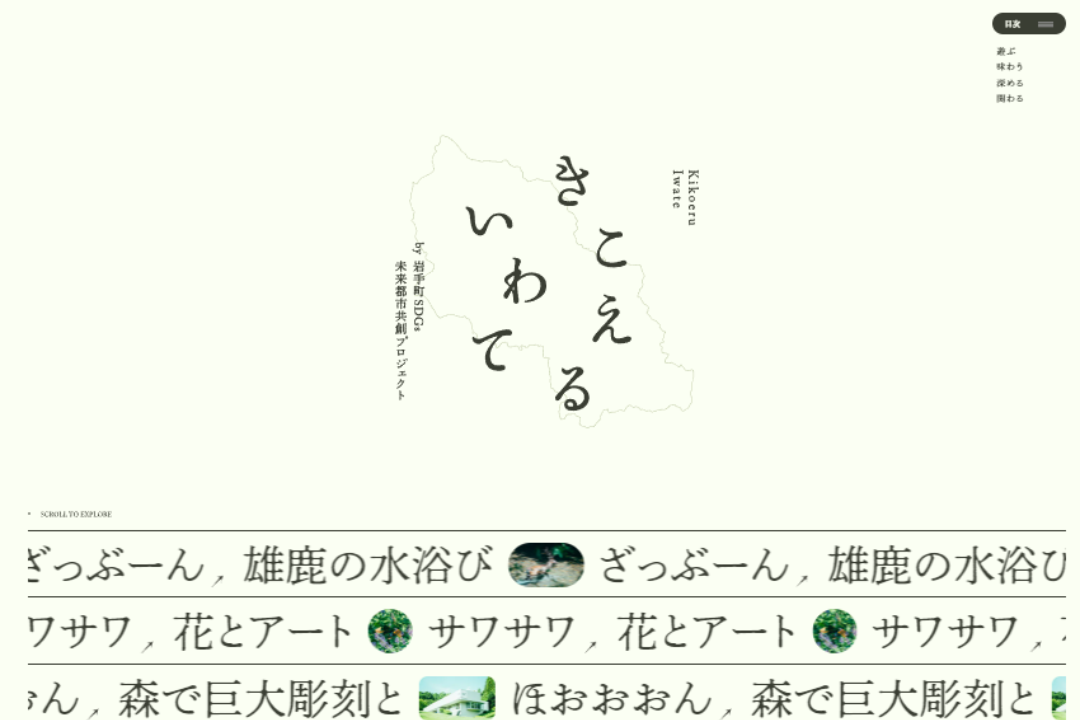 目次
遊ぶ
味わう
深める
関わる
きこえる
いわて
Kikoeru
Iwate
by 岩手町SDGs
未来都市共創プロジェクト
SCROLL TO EXPLORE
ざっぶーん, 雄鹿の水浴び ざっぶーん, 雄鹿の水浴び
ワサワ, 花とアート サワサワ, 花とアート サワサワ,
おん, 森で巨大彫刻と ほおおおん, 森で巨大彫刻と